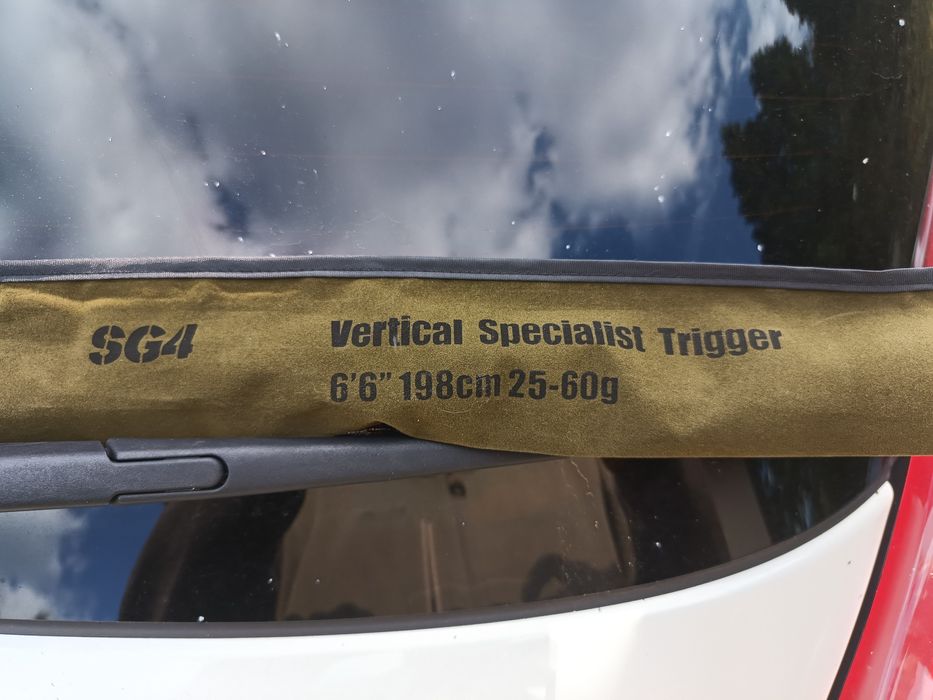 SG4 Vertical Specialist Trigger
6'6" 198cm 25-60g